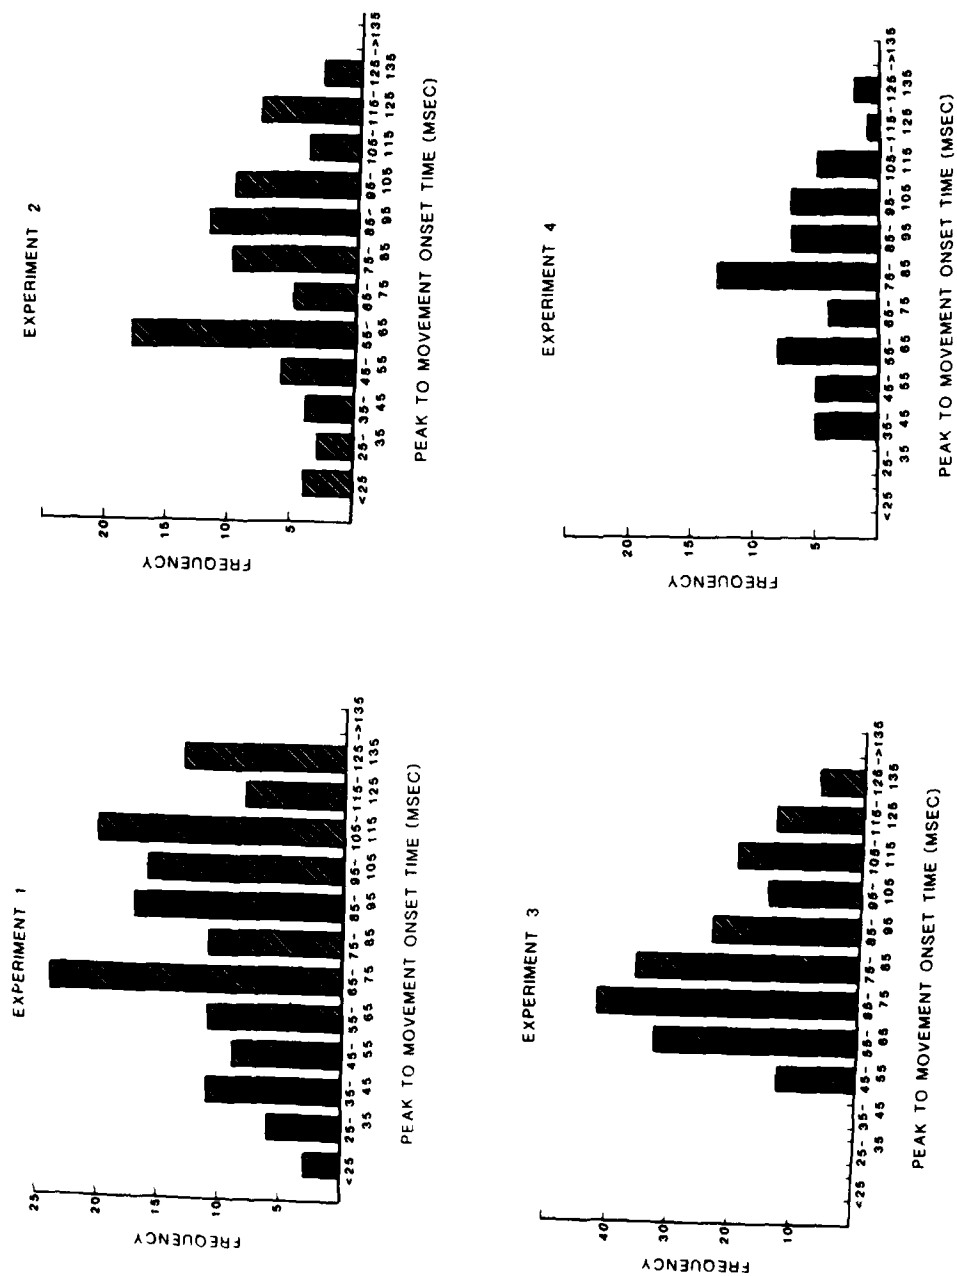 EXPERIMENT 1
FREQUENCY
25
20
15
10
5
<25 25- 35- 45- 55- 65- 75- 85- 95- 105- 115- 125- >135
35 45 55 65 75 85 95 105 115 125 135
PEAK TO MOVEMENT ONSET TIME (MSEC)
EXPERIMENT 2
FREQUENCY
20
15
10
5
<25 25- 35- 45- 55- 65- 75- 85- 95- 105- 115- 125- >135
35 45 55 65 75 85 95 105 115 125 135
PEAK TO MOVEMENT ONSET TIME (MSEC)
EXPERIMENT 3
FREQUENCY
40
30
20
10
<25 25- 35- 45- 55- 65- 75- 85- 95- 105- 115- 125- >135
35 45 55 65 75 85 95 105 115 125 135
PEAK TO MOVEMENT ONSET TIME (MSEC)
EXPERIMENT 4
FREQUENCY
20
15
10
5
<25 25- 35- 45- 55- 65- 75- 85- 95- 105- 115- 125- >135
35 45 55 65 75 85 95 105 115 125 135
PEAK TO MOVEMENT ONSET TIME (MSEC)